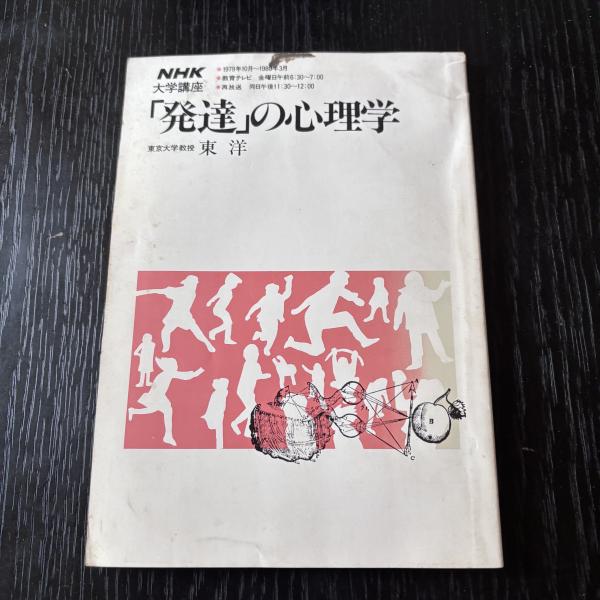 NHK
大学講座
●1979年10月〜1980年3月
●教育テレビ 金曜日午前6:30〜7:00
●再放送 同日午後11:30〜12:00
「発達」の心理学
東京大学教授 東 洋
B
C